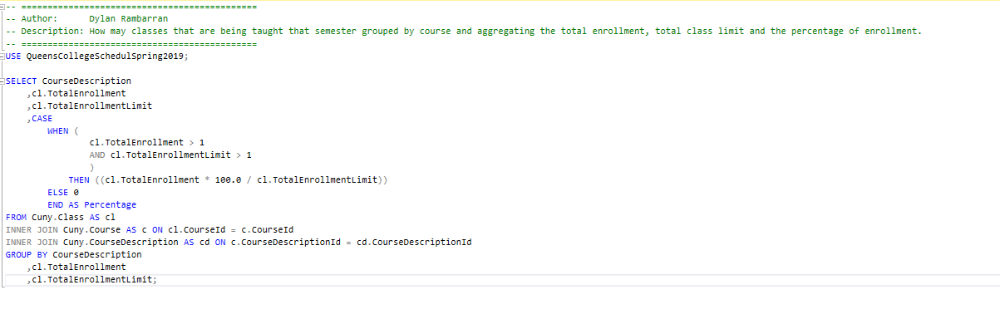 -- =============================================
-- Author:      Dylan Rambarran
-- Description: How may classes that are being taught that semester grouped by course and aggregating the total enrollment, total class limit and the percentage of enrollment.
-- =============================================
USE QueensCollegeSchedulSpring2019;
SELECT CourseDescription
    ,cl.TotalEnrollment
    ,cl.TotalEnrollmentLimit
    ,CASE
        WHEN (
                cl.TotalEnrollment > 1
                AND cl.TotalEnrollmentLimit > 1
                )
            THEN ((cl.TotalEnrollment * 100.0 / cl.TotalEnrollmentLimit))
        ELSE 0
        END AS Percentage
FROM Cuny.Class AS cl
INNER JOIN Cuny.Course AS c ON cl.CourseId = c.CourseId
INNER JOIN Cuny.CourseDescription AS cd ON c.CourseDescriptionId = cd.CourseDescriptionId
GROUP BY CourseDescription
    ,cl.TotalEnrollment
    ,cl.TotalEnrollmentLimit;